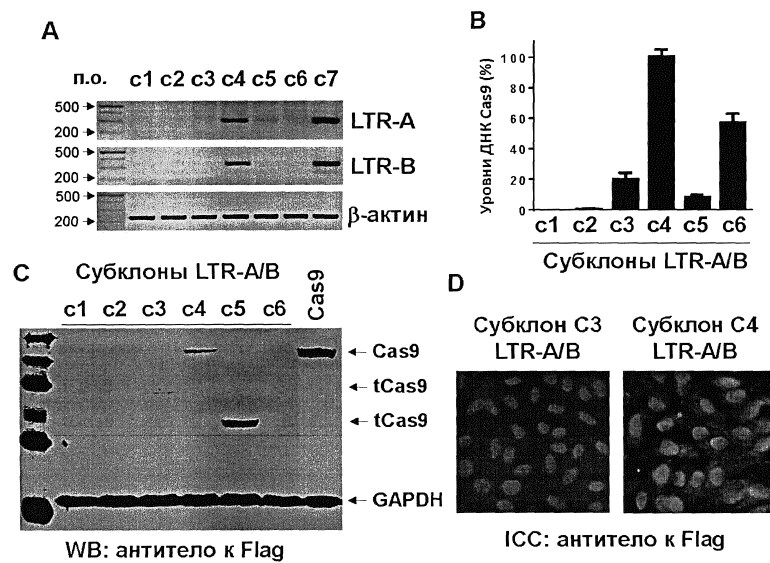 A
п.о. c1 c2 c3 c4 c5 c6 c7
500
200
LTR-A
500
200
LTR-B
500
200
β-актин
B
Уровни ДНК Cas9 (%)
100
80
60
40
20
0
c1 c2 c3 c4 c5 c6
Субклоны LTR-A/B
C
Субклоны LTR-A/B
c1 c2 c3 c4 c5 c6
Cas9
Cas9
tCas9
tCas9
GAPDH
WB: антитело к Flag
D
Субклон C3
LTR-A/B
Субклон C4
LTR-A/B
ICC: антитело к Flag